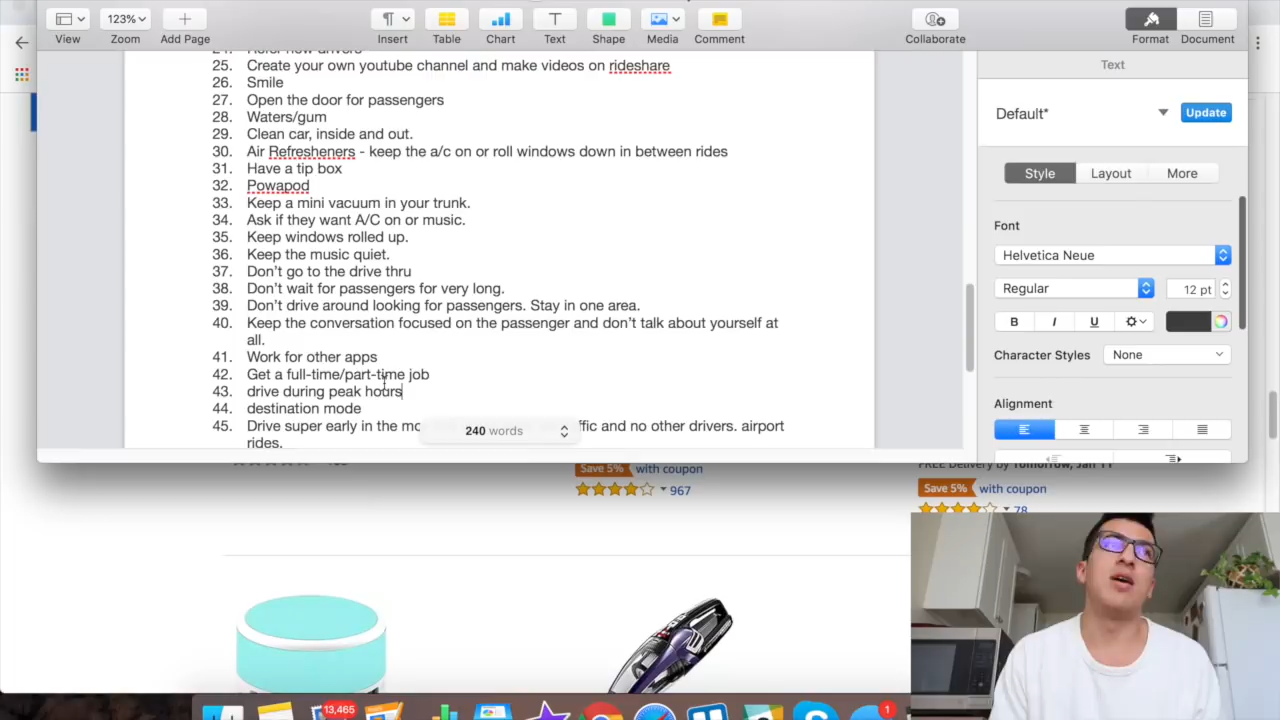 123%
View
Zoom
Add Page
Insert
Table
Chart
Text
Shape
Media
Comment
Collaborate
Format
Document
25. Create your own youtube channel and make videos on rideshare
26. Smile
27. Open the door for passengers
28. Waters/gum
29. Clean car, inside and out.
30. Air Refresheners - keep the a/c on or roll windows down in between rides
31. Have a tip box
32. Powapod
33. Keep a mini vacuum in your trunk.
34. Ask if they want A/C on or music.
35. Keep windows rolled up.
36. Keep the music quiet.
37. Don't go to the drive thru
38. Don't wait for passengers for very long.
39. Don't drive around looking for passengers. Stay in one area.
40. Keep the conversation focused on the passenger and don't talk about yourself at
all.
41. Work for other apps
42. Get a full-time/part-time job
43. drive during peak hours
44. destination mode
45. Drive super early in the and no other drivers. airport
rides.
240 words
Text
Default*
Update
Style
Layout
More
Font
Helvetica Neue
Regular
12 pt
B I U
Character Styles
None
Alignment
Save 5% with coupon
967
FREE Delivery by Tomorrow, Jan 11
Save 5% with coupon
78
13,465
1